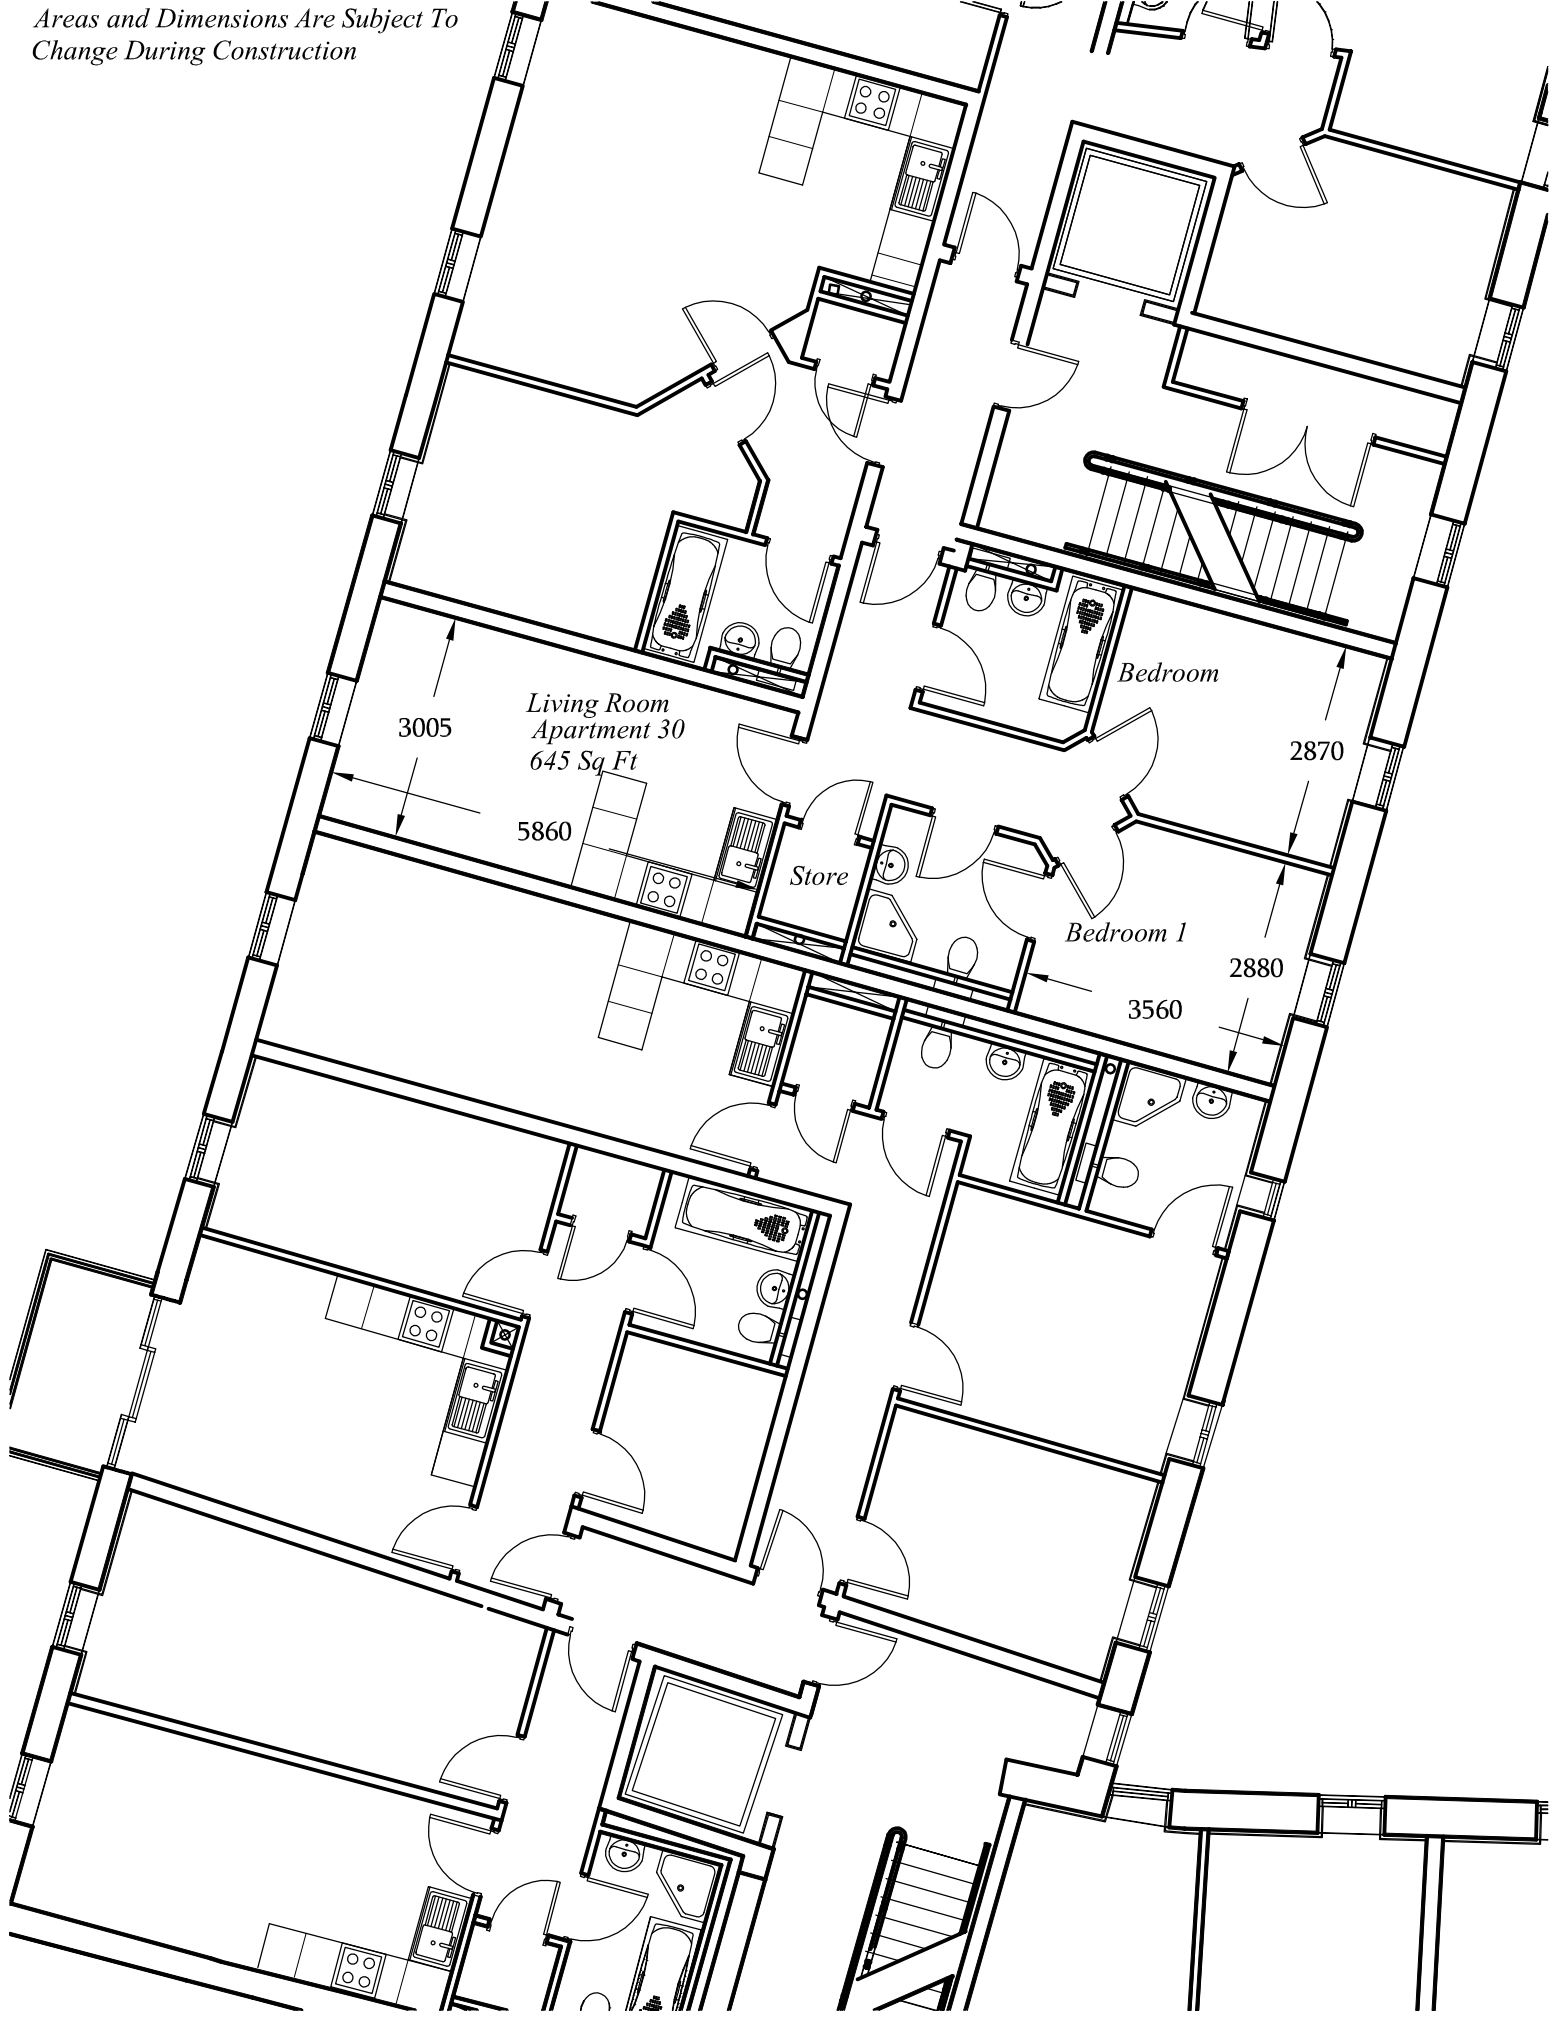 Areas and Dimensions Are Subject To
Change During Construction
Bedroom
Living Room
Apartment 30
645 Sq Ft
3005
2870
5860
Store
Bedroom 1
2880
3560